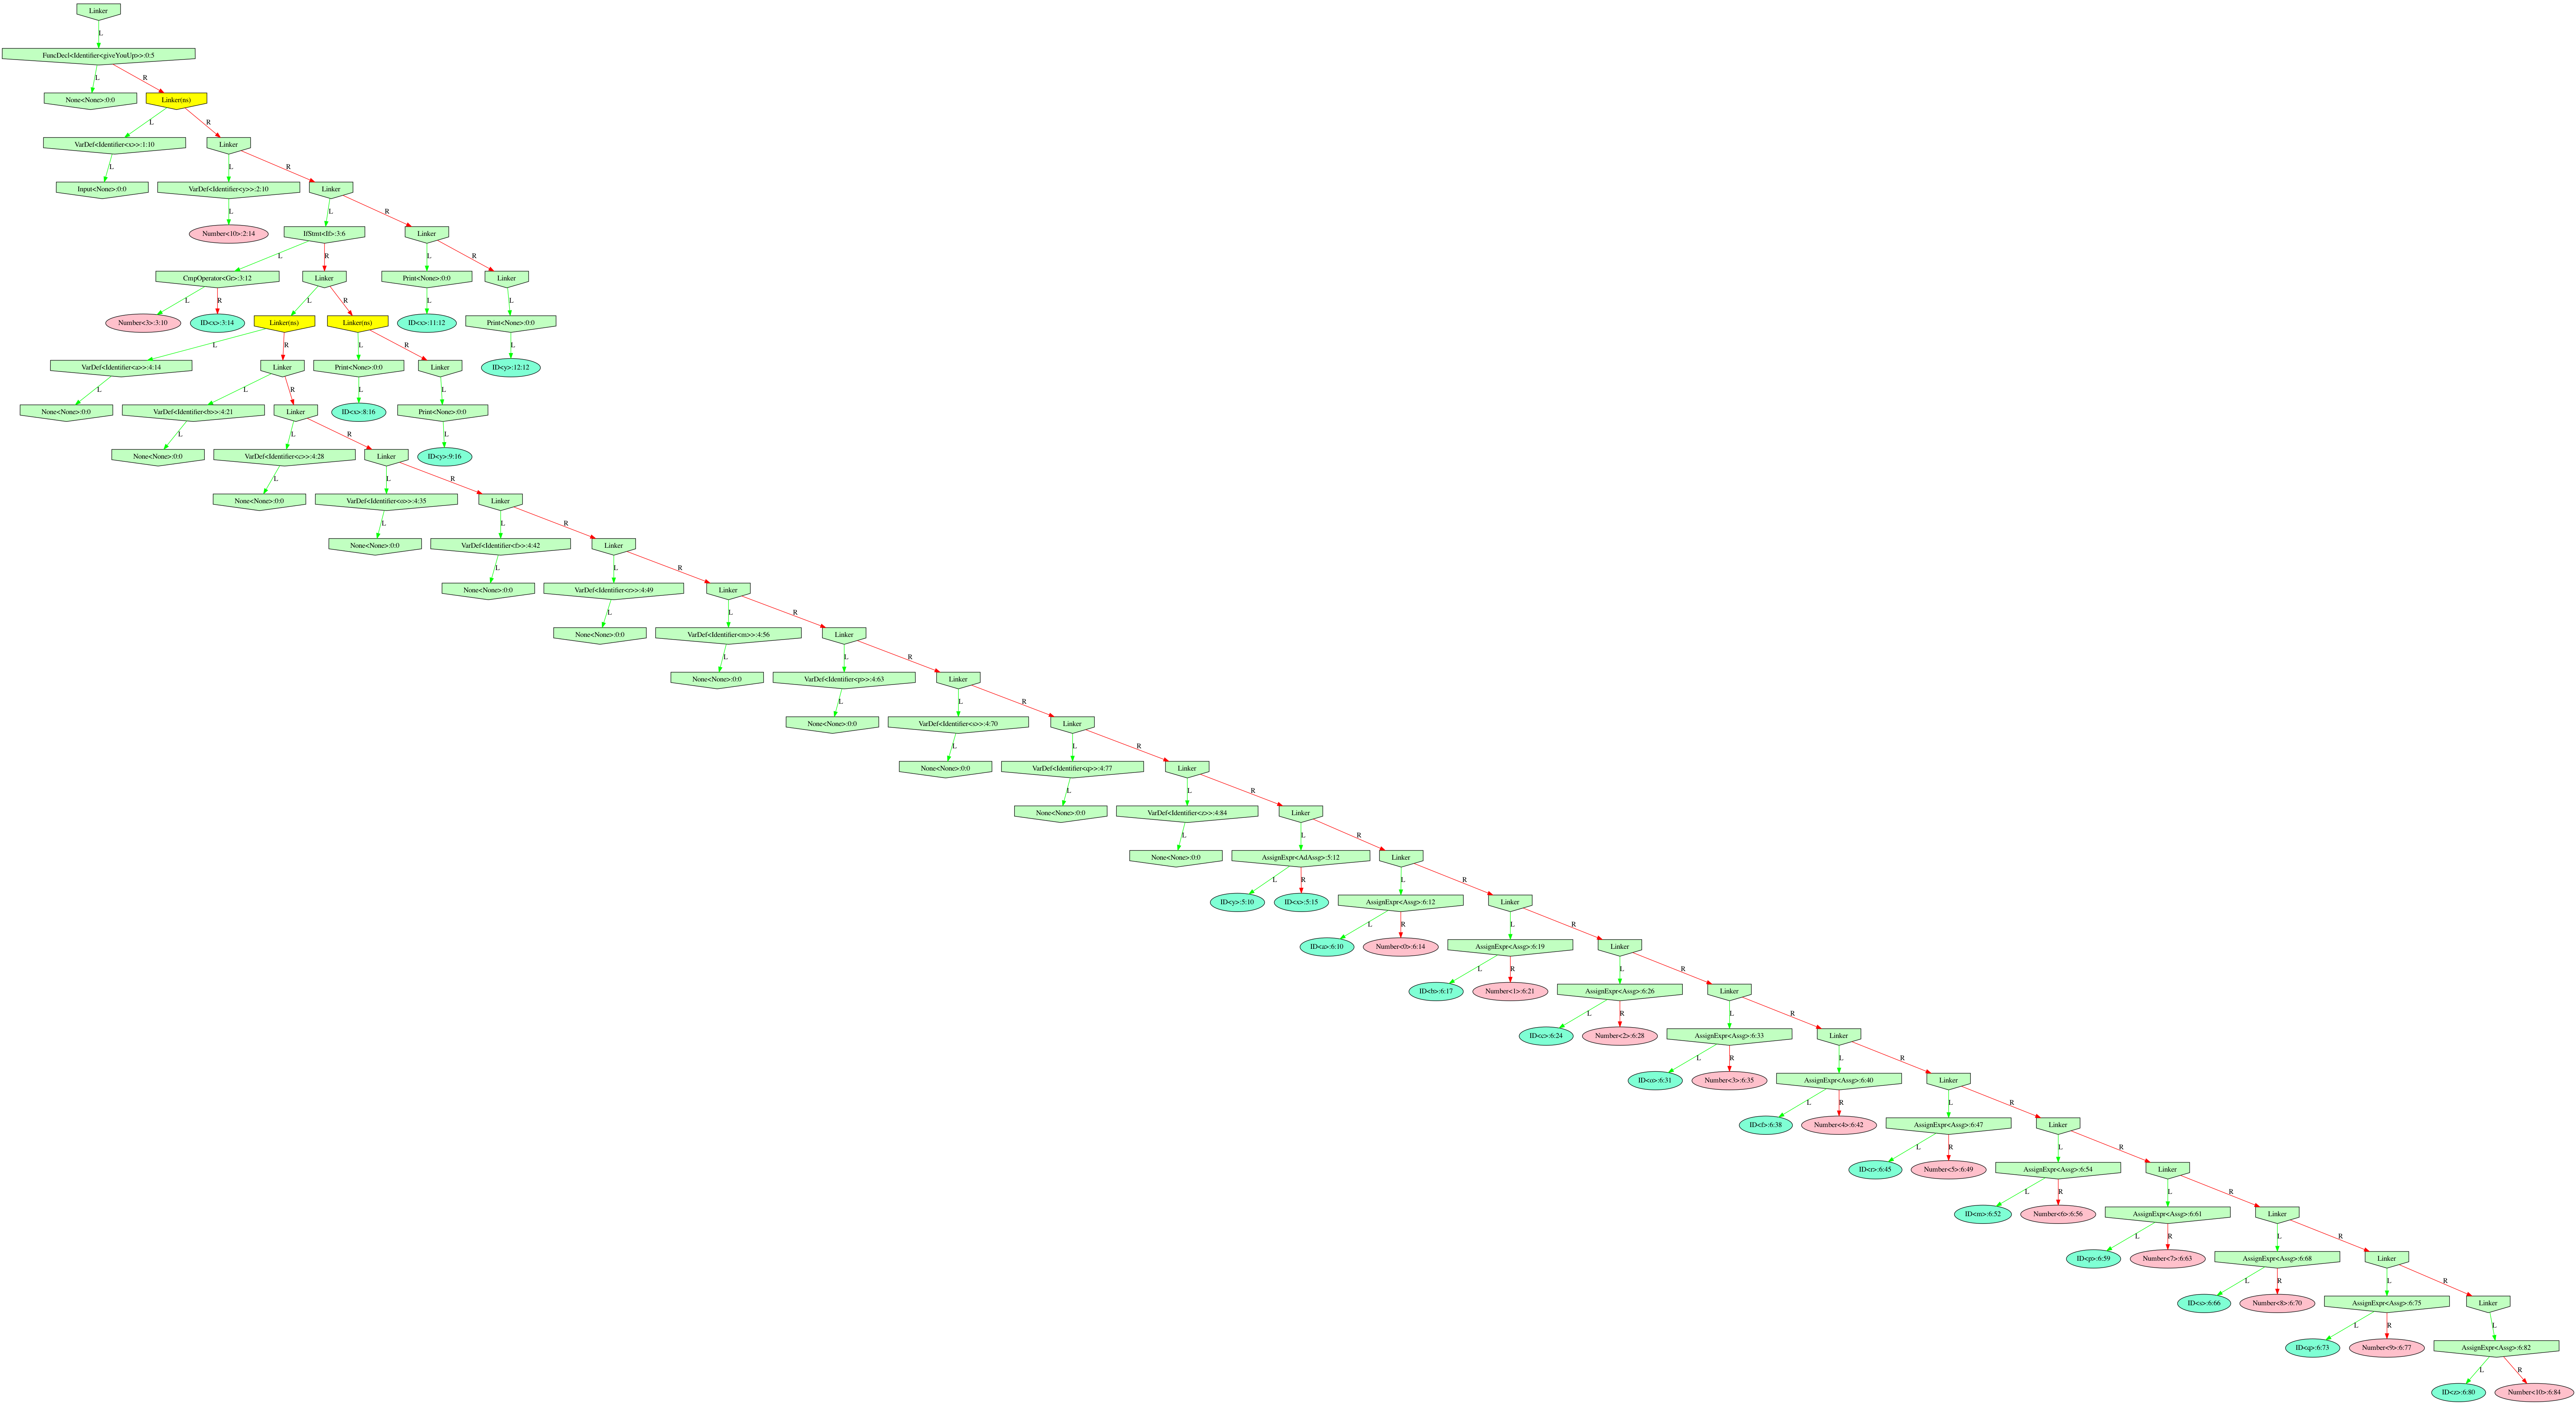 Linker
L
FuncDecl<Identifier<giveYouUp>>:0:5
L R
None<None>:0:0 Linker(ns)
L R
VarDef<Identifier<x>>:1:10 Linker
L L R
Input<None>:0:0 VarDef<Identifier<y>>:2:10 Linker
L L R
Number<10>:2:14 IfStmt<If>:3:6 Linker
L R L R
CmpOperator<Gr>:3:12 Linker Print<None>:0:0 Linker
L R L R L L
Number<3>:3:10 ID<x>:3:14 Linker(ns) Linker(ns) ID<x>:11:12 Print<None>:0:0
L R L R L
VarDef<Identifier<a>>:4:14 Linker Print<None>:0:0 Linker ID<y>:12:12
L L R L L
None<None>:0:0 VarDef<Identifier<b>>:4:21 Linker ID<x>:8:16 Print<None>:0:0
L L R L
None<None>:0:0 VarDef<Identifier<c>>:4:28 Linker ID<y>:9:16
L L R
None<None>:0:0 VarDef<Identifier<o>>:4:35 Linker
L L R
None<None>:0:0 VarDef<Identifier<f>>:4:42 Linker
L L R
None<None>:0:0 VarDef<Identifier<r>>:4:49 Linker
L L R
None<None>:0:0 VarDef<Identifier<m>>:4:56 Linker
L L R
None<None>:0:0 VarDef<Identifier<p>>:4:63 Linker
L L R
None<None>:0:0 VarDef<Identifier<s>>:4:70 Linker
L L R
None<None>:0:0 VarDef<Identifier<q>>:4:77 Linker
L L R
None<None>:0:0 VarDef<Identifier<z>>:4:84 Linker
L L R
None<None>:0:0 AssignExpr<AdAssg>:5:12 Linker
L R L R
ID<y>:5:10 ID<x>:5:15 AssignExpr<Assg>:6:12 Linker
L R L R
ID<a>:6:10 Number<0>:6:14 AssignExpr<Assg>:6:19 Linker
L R L R
ID<b>:6:17 Number<1>:6:21 AssignExpr<Assg>:6:26 Linker
L R L R
ID<c>:6:24 Number<2>:6:28 AssignExpr<Assg>:6:33 Linker
L R L R
ID<o>:6:31 Number<3>:6:35 AssignExpr<Assg>:6:40 Linker
L R L R
ID<f>:6:38 Number<4>:6:42 AssignExpr<Assg>:6:47 Linker
L R L R
ID<r>:6:45 Number<5>:6:49 AssignExpr<Assg>:6:54 Linker
L R L R
ID<m>:6:52 Number<6>:6:56 AssignExpr<Assg>:6:61 Linker
L R L R
ID<p>:6:59 Number<7>:6:63 AssignExpr<Assg>:6:68 Linker
L R L R
ID<s>:6:66 Number<8>:6:70 AssignExpr<Assg>:6:75 Linker
L R L
ID<q>:6:73 Number<9>:6:77 AssignExpr<Assg>:6:82
L R
ID<z>:6:80 Number<10>:6:84